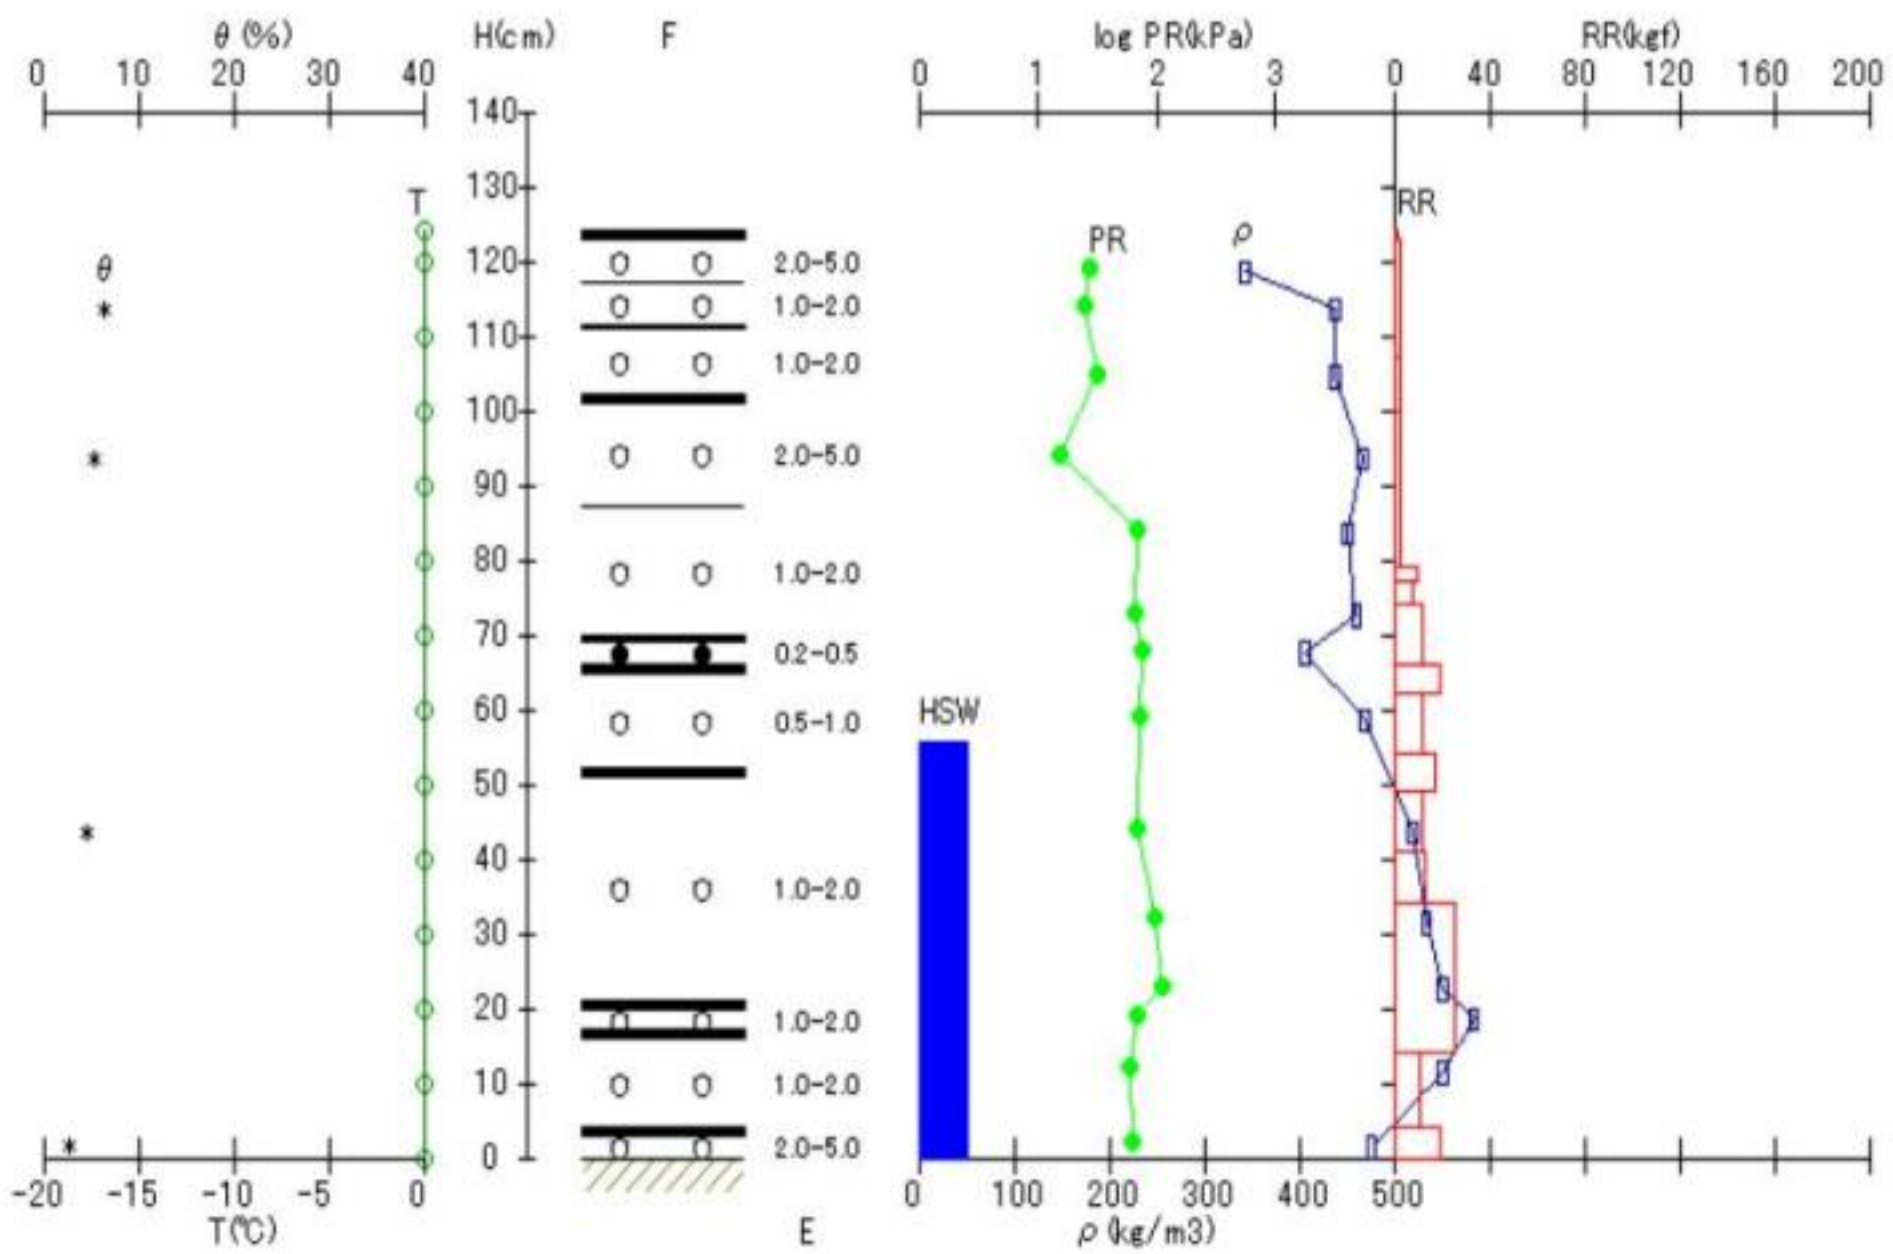 θ (%) H(cm) F log PR(kPa) RR(kgf)
0 10 20 30 40 0 1 2 3 0 40 80 120 160 200
140
130
T RR
PR ρ
120 2.0-5.0
θ
* 1.0-2.0
110
1.0-2.0
100
* 2.0-5.0
90
80 1.0-2.0
70
0.2-0.5
60 0.5-1.0
HSW
50
*
40
1.0-2.0
30
20 1.0-2.0
10 1.0-2.0
* 0 2.0-5.0
-20 -15 -10 -5 0 0 100 200 300 400 500
T(℃) E ρ (kg/m3)